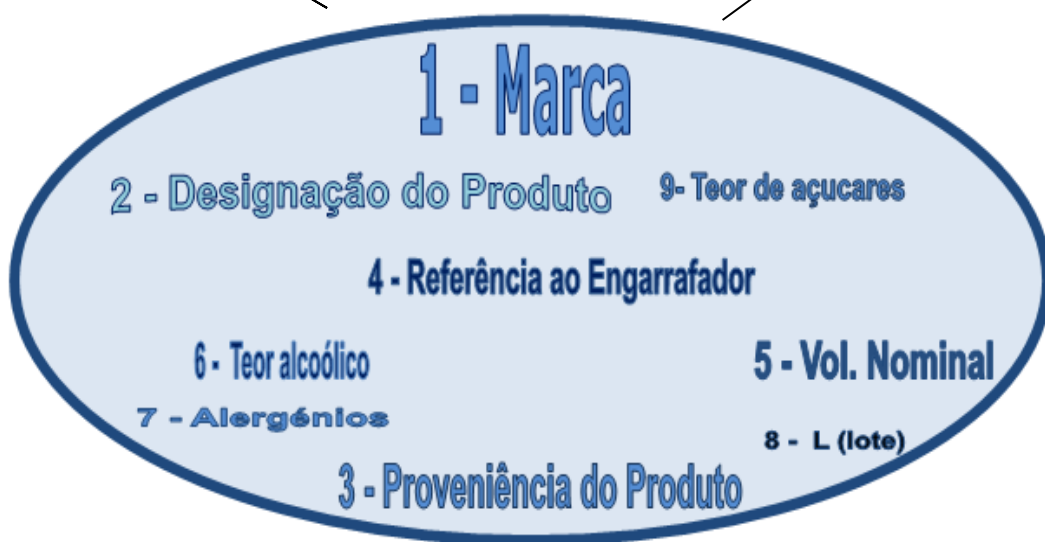 1 - Marca
2 - Designação do Produto
9- Teor de açucares
4 - Referência ao Engarrafador
6 - Teor alcoólico
5 - Vol. Nominal
7 - Alergénios
8 - L (lote)
3 - Proveniência do Produto